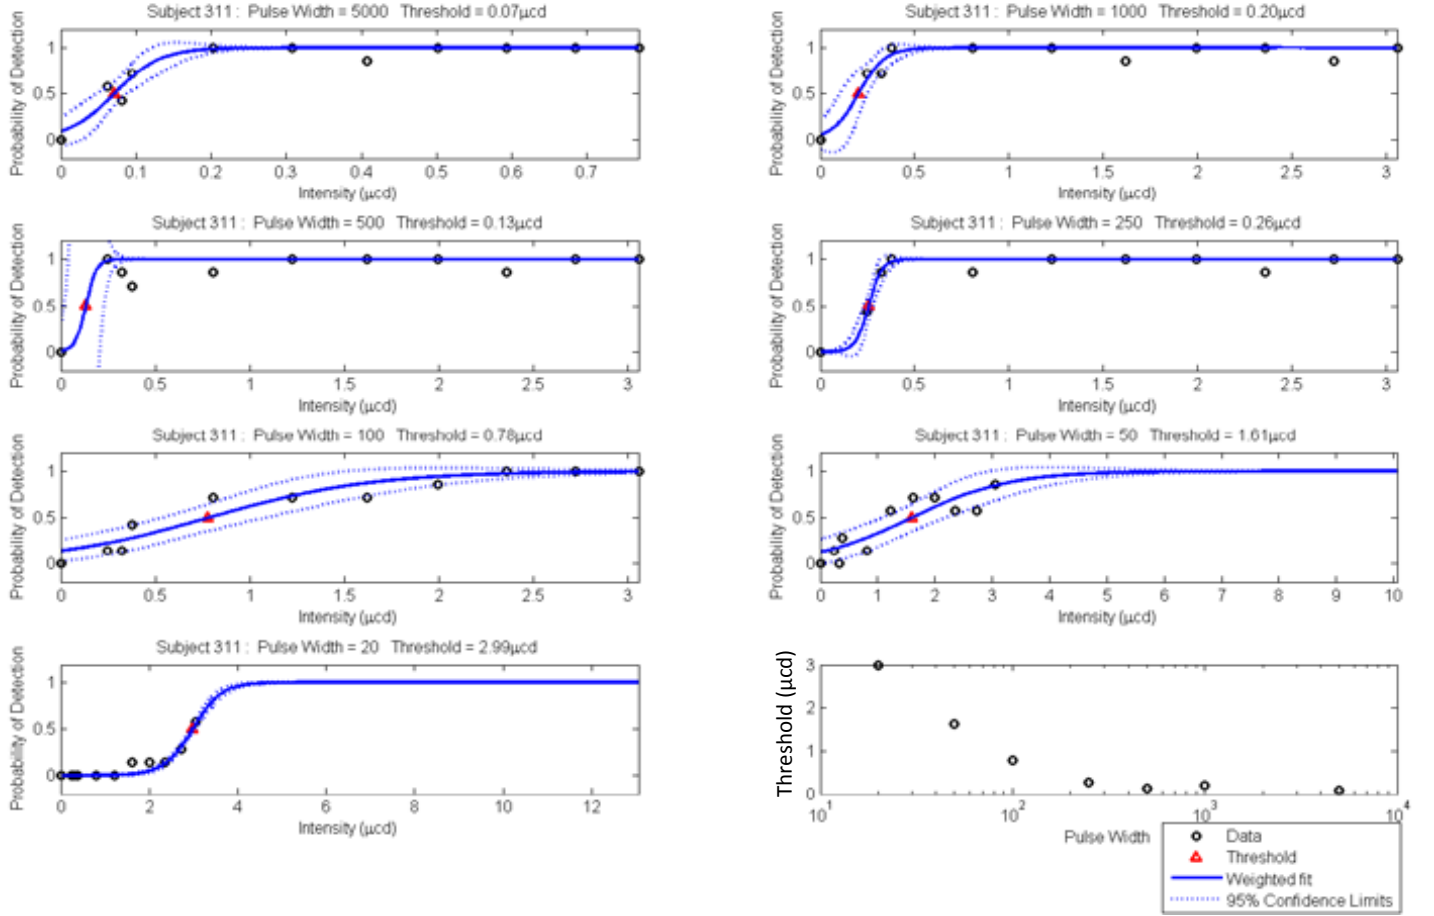 Subject 311 : Pulse Width = 5000 Threshold = 0.07μcd
Probability of Detection
1
0.5
0
0 0.1 0.2 0.3 0.4 0.5 0.6 0.7
Intensity (μcd)
Subject 311 : Pulse Width = 1000 Threshold = 0.20μcd
Probability of Detection
1
0.5
0
0 0.5 1 1.5 2 2.5 3
Intensity (μcd)
Subject 311 : Pulse Width = 500 Threshold = 0.13μcd
Probability of Detection
1
0.5
0
0 0.5 1 1.5 2 2.5 3
Intensity (μcd)
Subject 311 : Pulse Width = 250 Threshold = 0.26μcd
Probability of Detection
1
0.5
0
0 0.5 1 1.5 2 2.5 3
Intensity (μcd)
Subject 311 : Pulse Width = 100 Threshold = 0.78μcd
Probability of Detection
1
0.5
0
0 0.5 1 1.5 2 2.5 3
Intensity (μcd)
Subject 311 : Pulse Width = 50 Threshold = 1.61μcd
Probability of Detection
1
0.5
0
0 1 2 3 4 5 6 7 8 9 10
Intensity (μcd)
Subject 311 : Pulse Width = 20 Threshold = 2.99μcd
Probability of Detection
1
0.5
0
0 2 4 6 8 10 12
Intensity (μcd)
Threshold (μcd)
3
2
1
0
10¹ 10² 10³ 10⁴
Pulse Width
Data
Threshold
Weighted fit
95% Confidence Limits